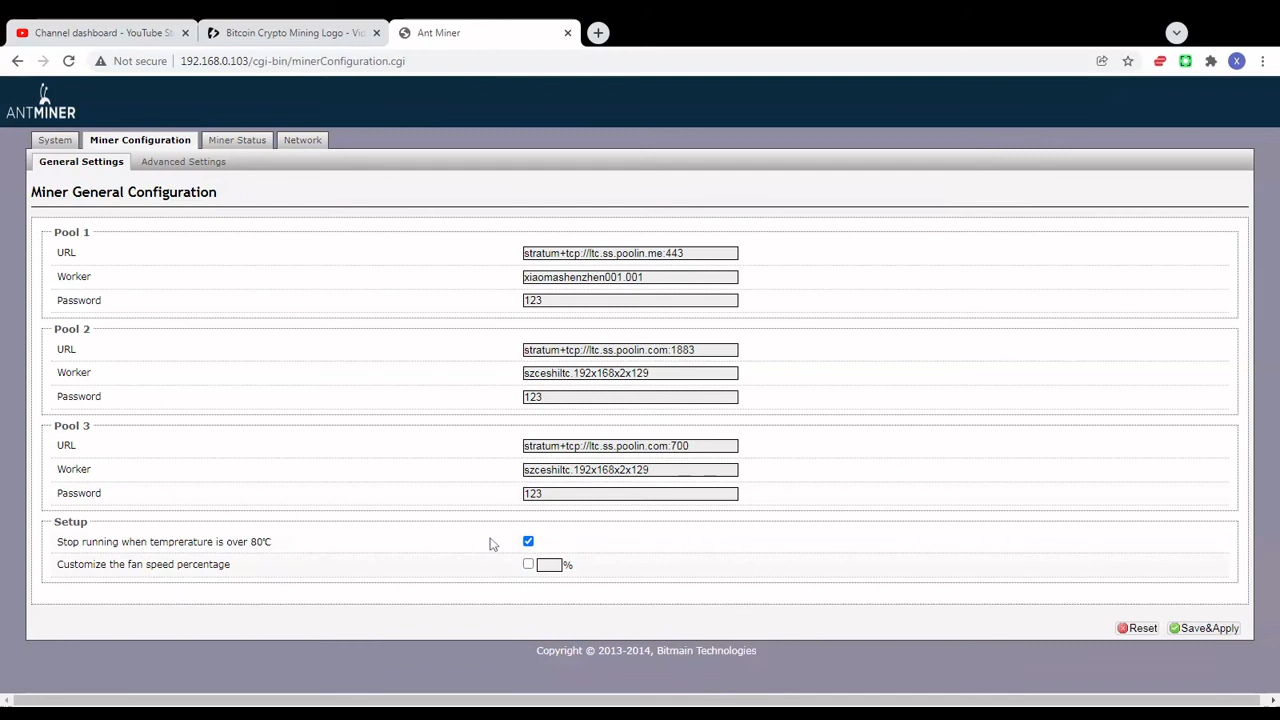 Channel dashboard - YouTube St
Bitcoin Crypto Mining Logo - Vid
Ant Miner
Not secure
192.168.0.103/cgi-bin/minerConfiguration.cgi
X
ANTMINER
System
Miner Configuration
Miner Status
Network
General Settings
Advanced Settings
Miner General Configuration
Pool 1
URL
stratum+tcp://ltc.ss.poolin.me:443
Worker
xiaomashenzhen001.001
Password
123
Pool 2
URL
stratum+tcp://ltc.ss.poolin.com:1883
Worker
szceshiltc.192x168x2x129
Password
123
Pool 3
URL
stratum+tcp://ltc.ss.poolin.com:700
Worker
szceshiltc.192x168x2x129
Password
123
Setup
Stop running when temprerature is over 80℃
Customize the fan speed percentage
%
Reset
Save&Apply
Copyright © 2013-2014, Bitmain Technologies